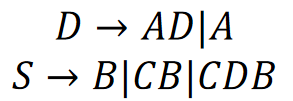 D → AD|A
S → B|CB|CDB